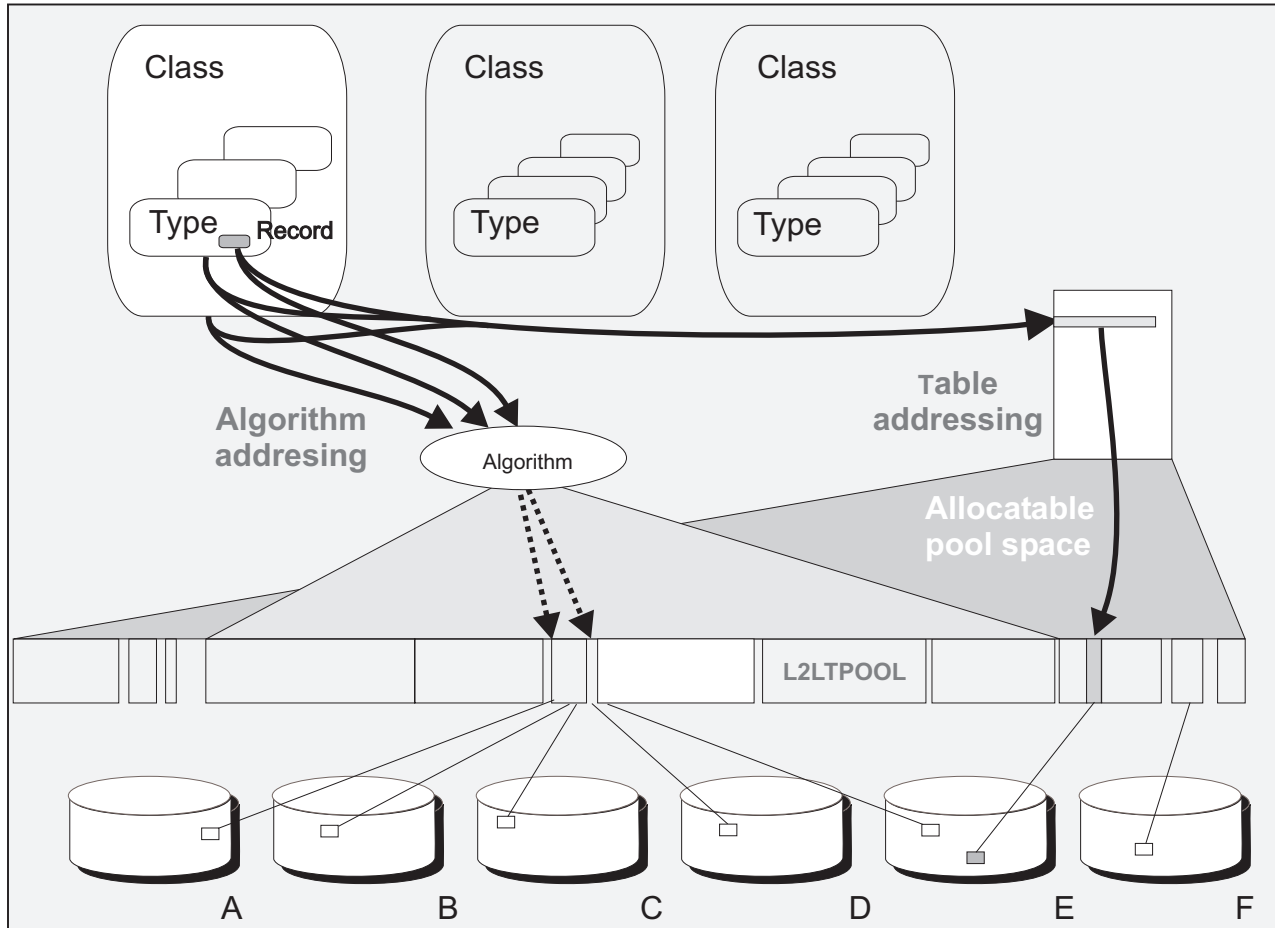 Class
Class
Class
Type
Record
Type
Type
Algorithm
addresing
Algorithm
Table
addressing
Allocatable
pool space
L2LTPOOL
A
B
C
D
E
F